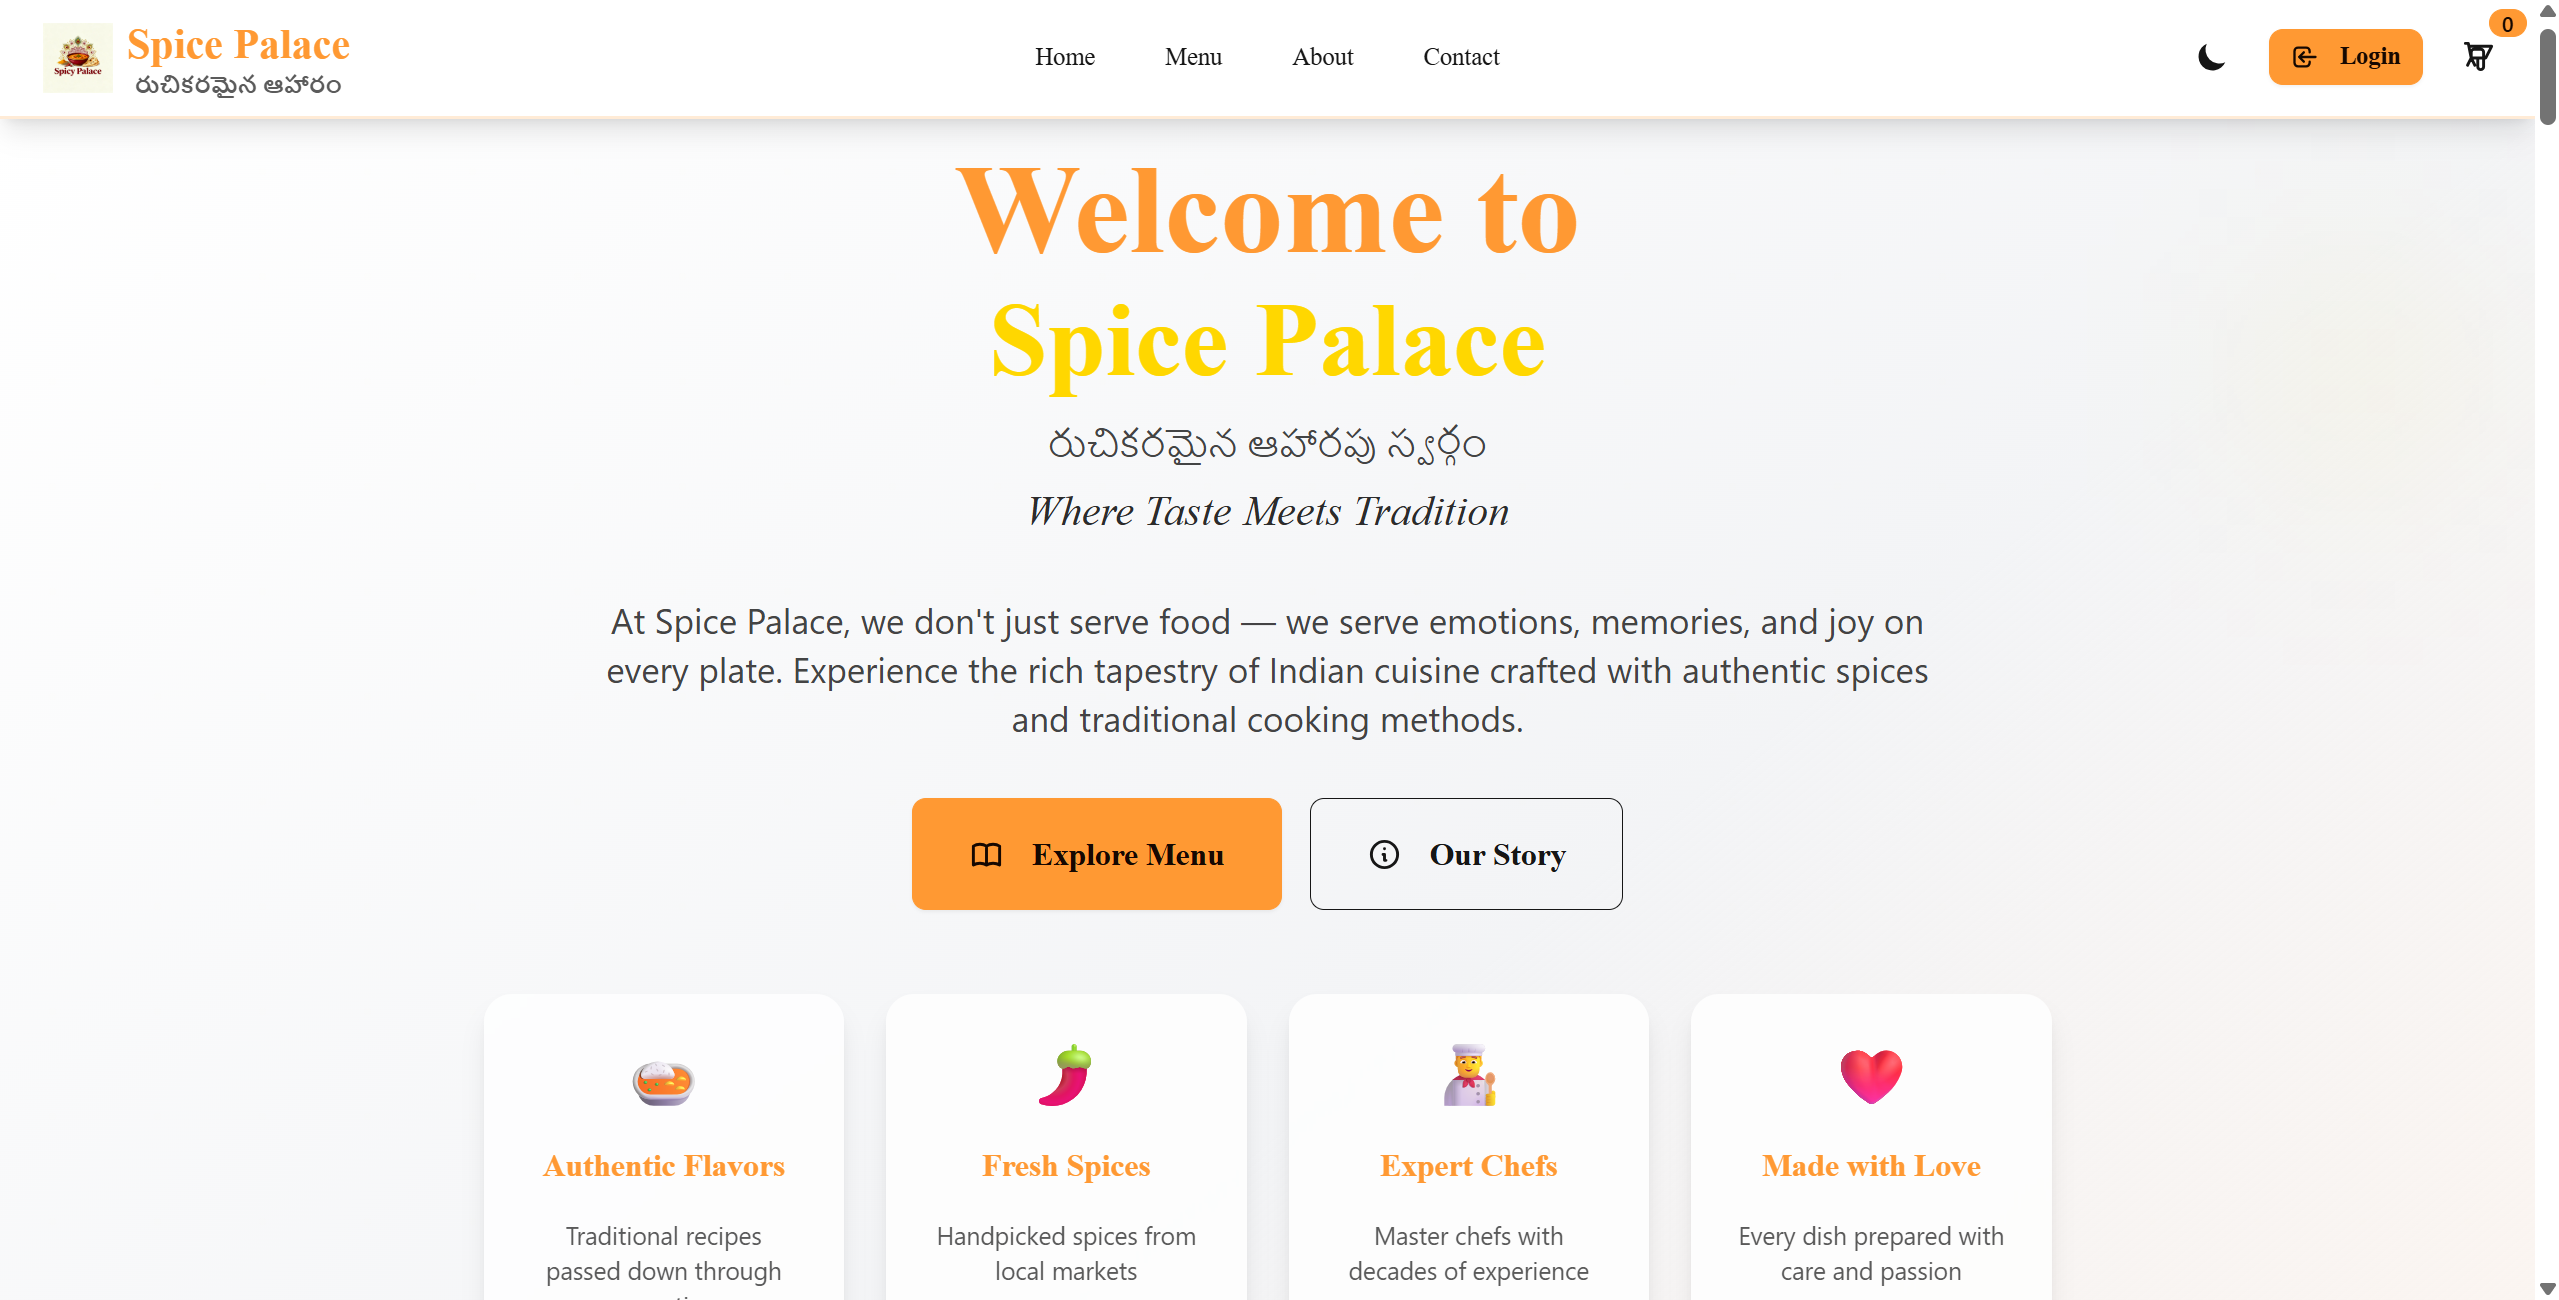 Spicy Palace
Spice Palace
రుచికరమైన ఆహారం
Home
Menu
About
Contact
Login
0
Welcome to
Spice Palace
రుచికరమైన ఆహారపు స్వర్గం
Where Taste Meets Tradition
At Spice Palace, we don't just serve food — we serve emotions, memories, and joy on
every plate. Experience the rich tapestry of Indian cuisine crafted with authentic spices
and traditional cooking methods.
Explore Menu
Our Story
Authentic Flavors
Traditional recipes
passed down through
Fresh Spices
Handpicked spices from
local markets
Expert Chefs
Master chefs with
decades of experience
Made with Love
Every dish prepared with
care and passion